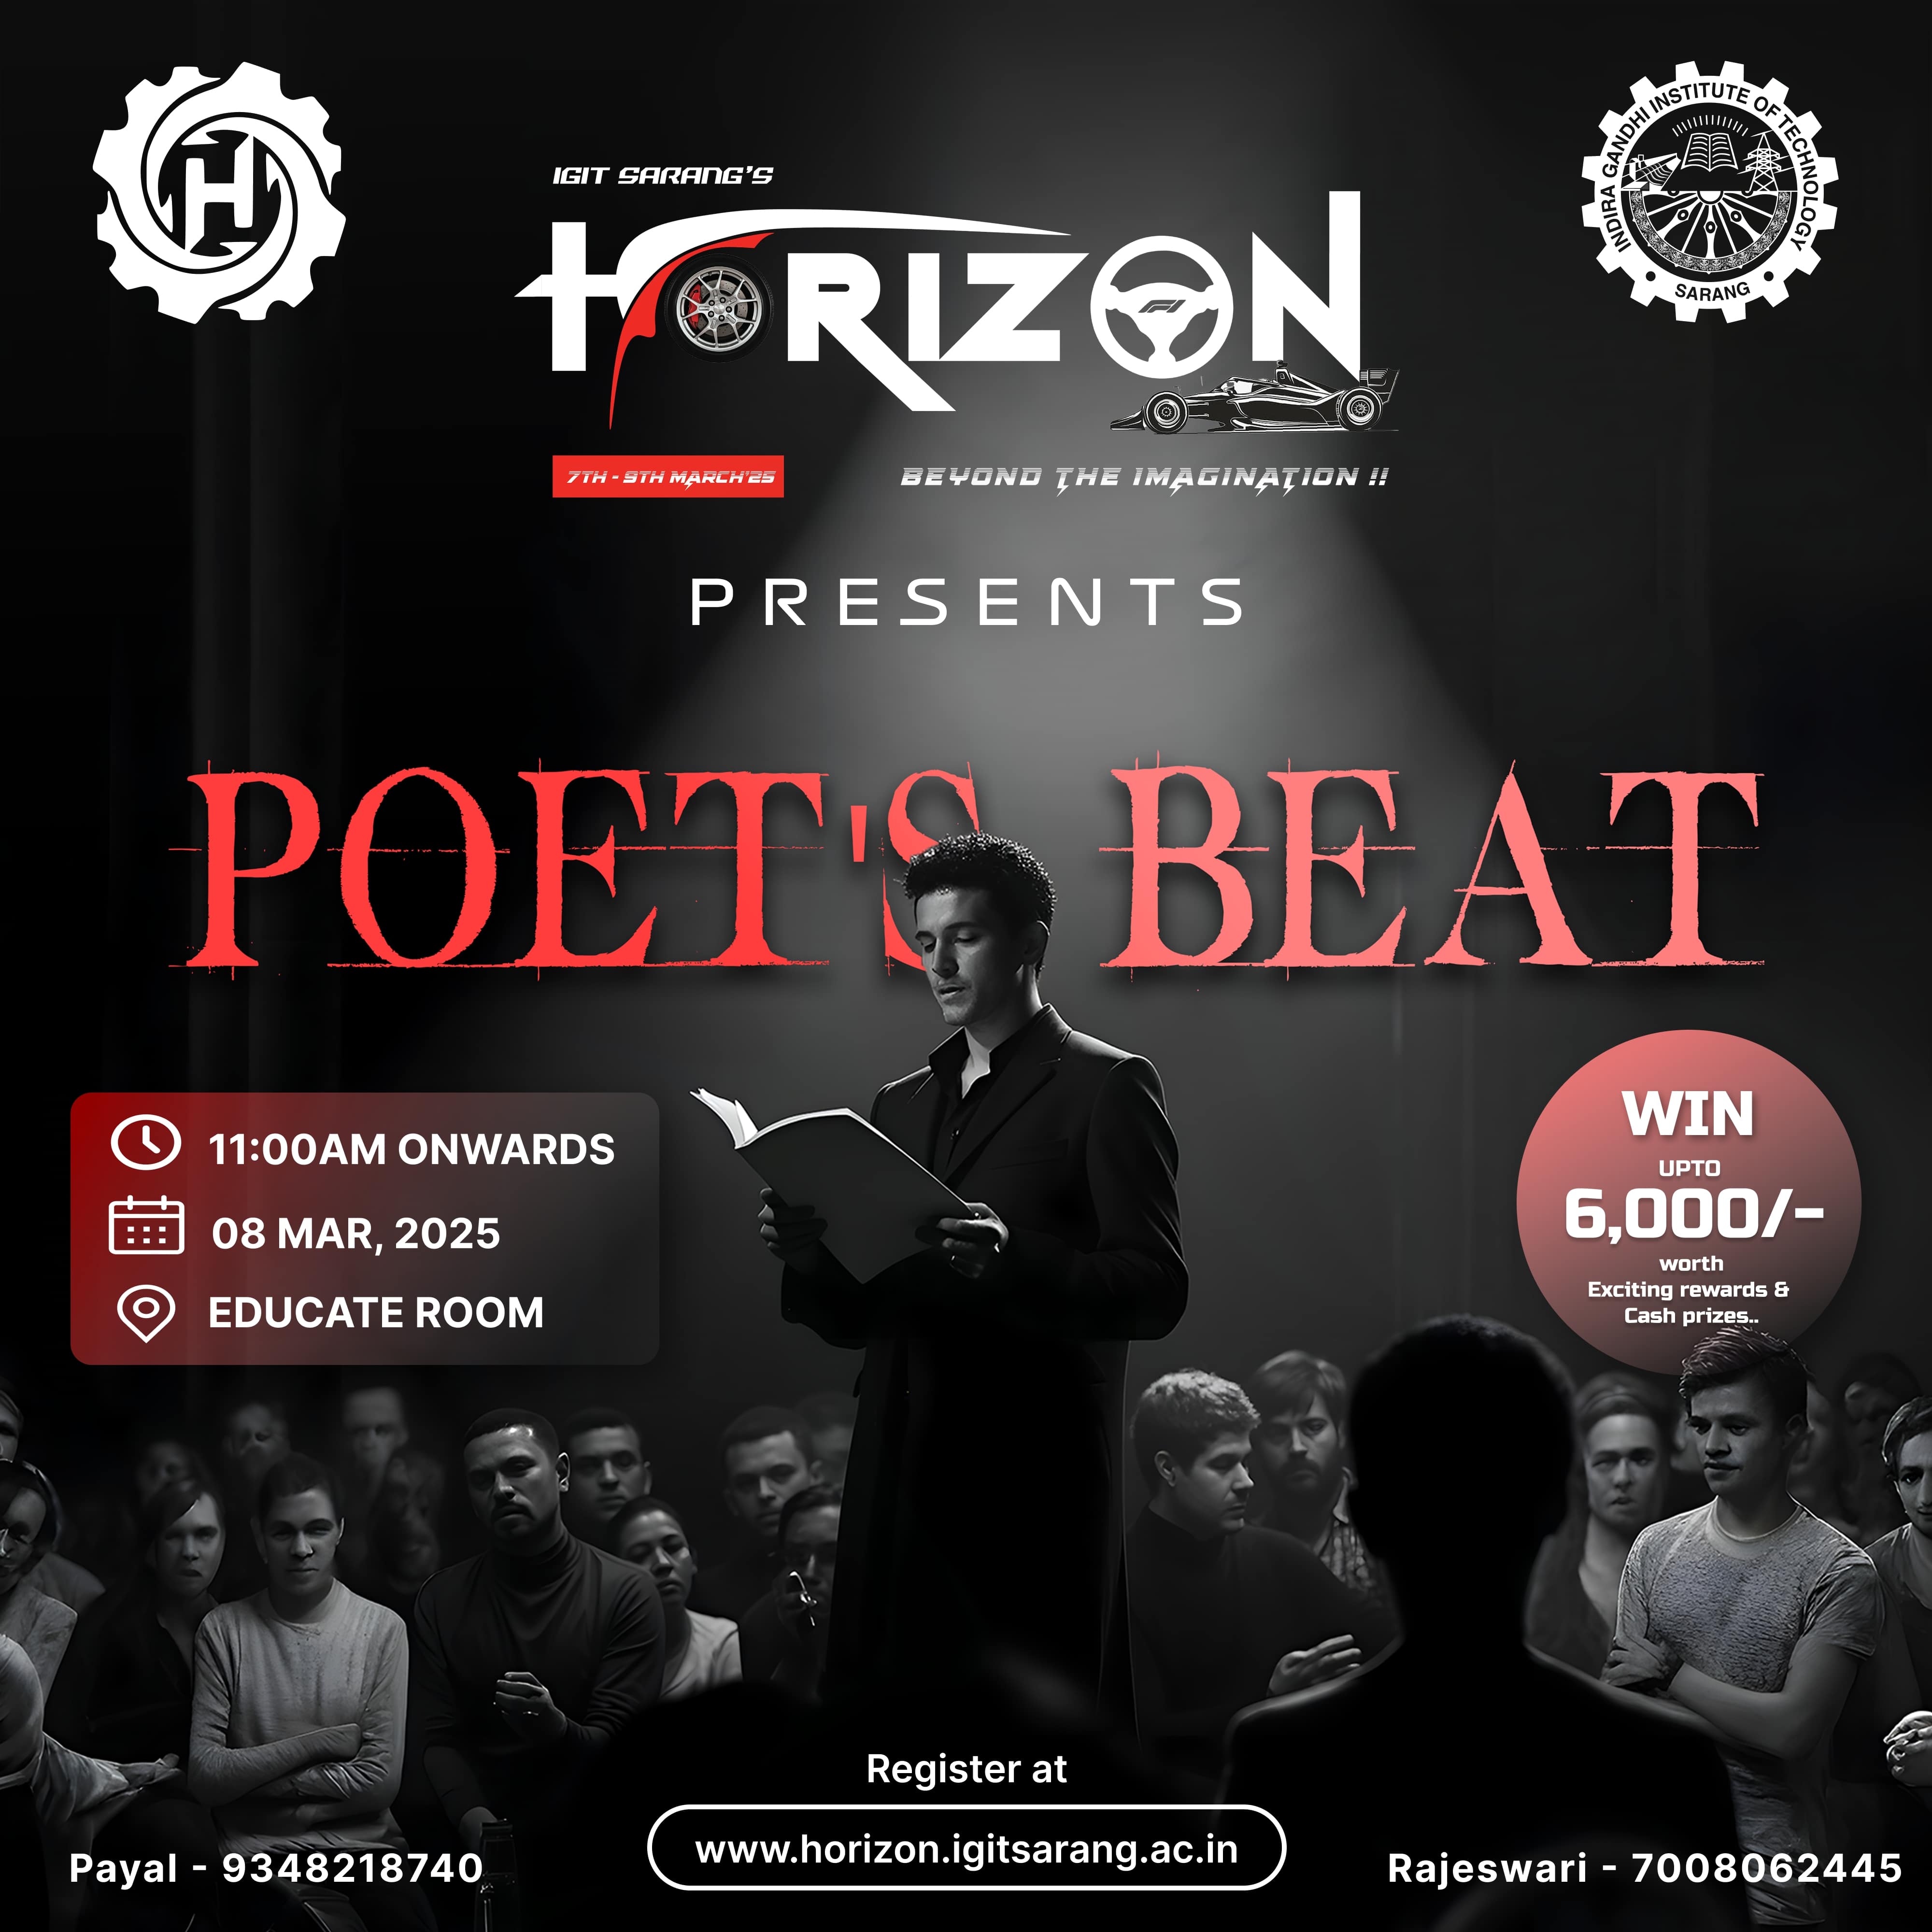 H
INDIRA GANDHI INSTITUTE OF TECHNOLOGY
SARANG
IGIT SARANG'S
HORIZON
7TH - 9TH MARCH'25
BEYOND THE IMAGINATION !!
PRESENTS
POET'S BEAT
11:00AM ONWARDS
08 MAR, 2025
EDUCATE ROOM
WIN
UPTO
6,000/-
worth
Exciting rewards &
Cash prizes..
Register at
www.horizon.igitsarang.ac.in
Payal - 9348218740
Rajeswari - 7008062445